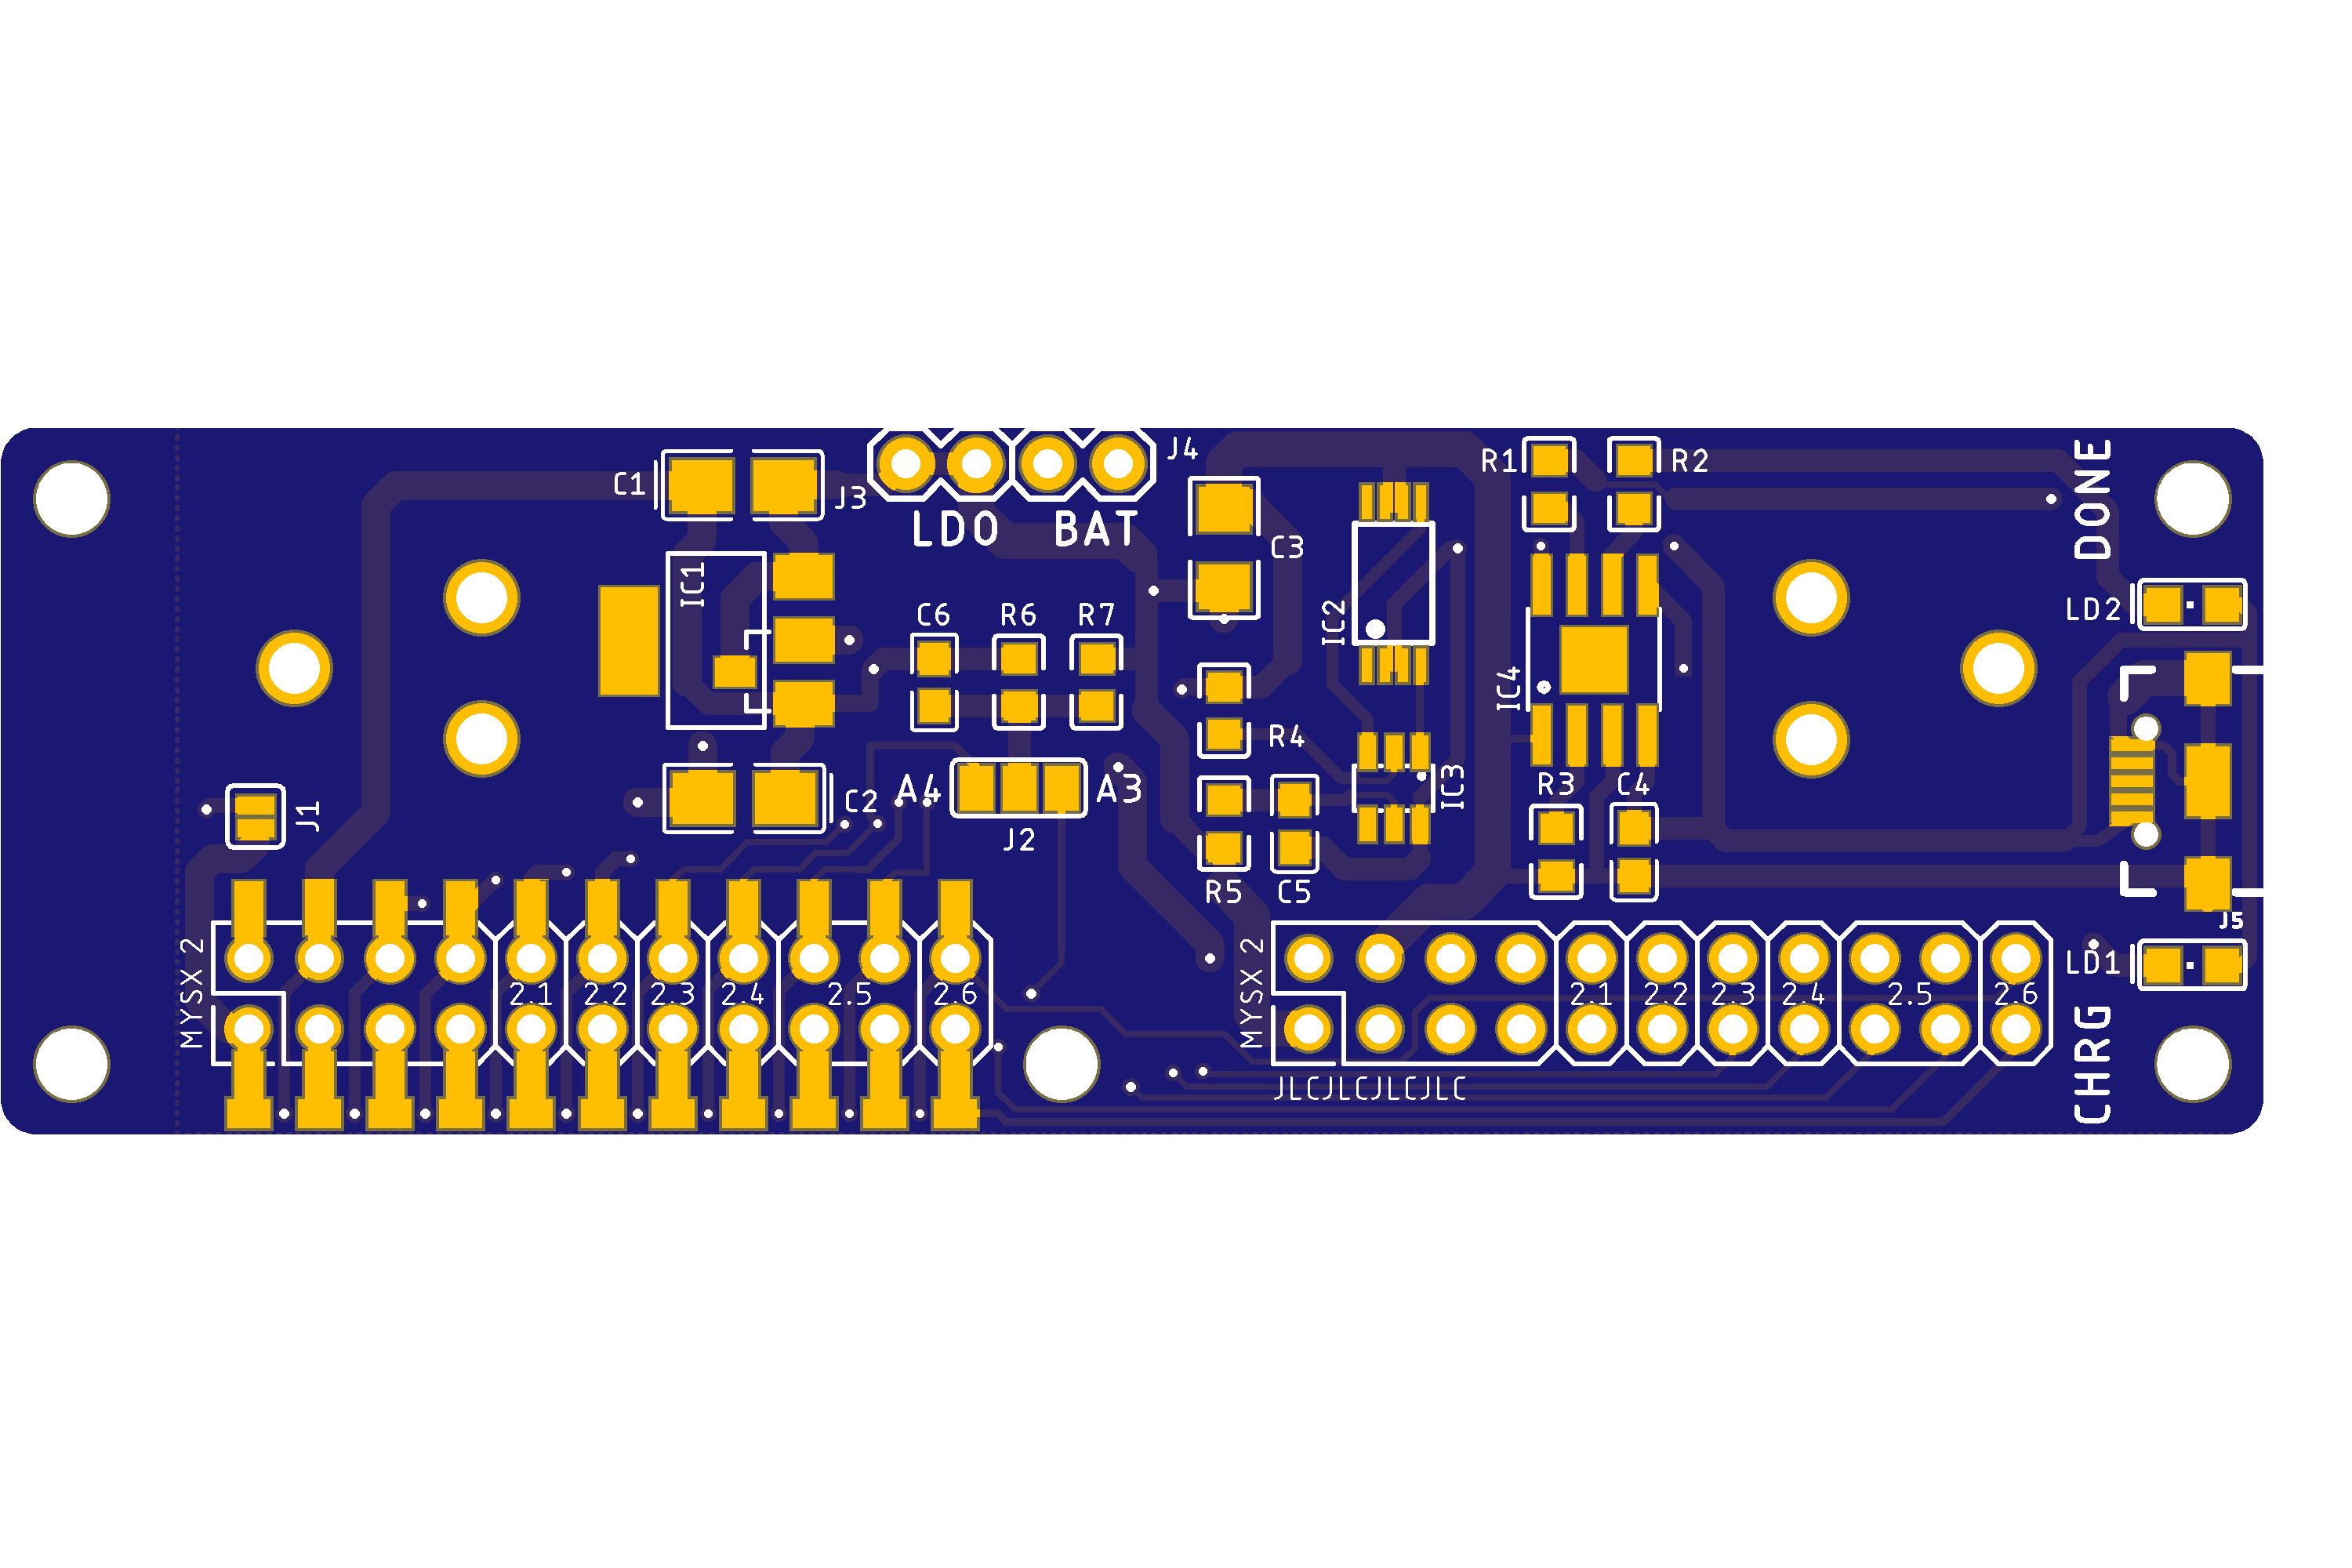 C1
J3
J4
LDO
BAT
R1
R2
DONE
IC1
C3
C6
R6
R7
IC2
IC4
LD2
R4
J1
C2
A4
A3
J2
IC3
R3
C4
R5
C5
J5
MYSX 2
2.1
2.2
2.3
2.4
2.5
2.6
MYSX 2
2.1
2.2
2.3
2.4
2.5
2.6
LD1
JLCJLCJLCJLC
CHRG